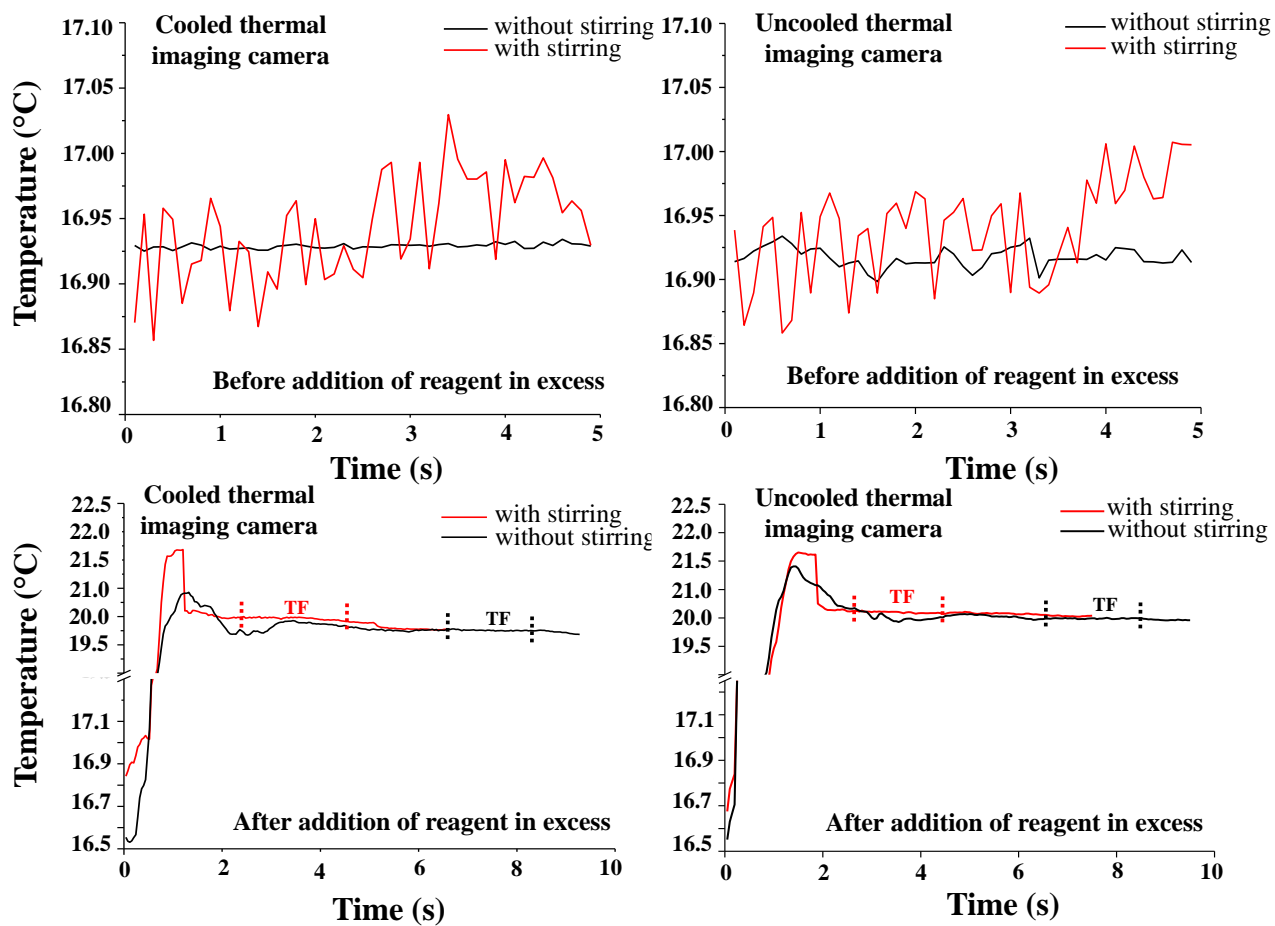 Cooled thermal
imaging camera
without stirring
with stirring
17.10
17.05
17.00
16.95
16.90
16.85
16.80
Temperature (°C)
Before addition of reagent in excess
0 1 2 3 4 5
Time (s)
Uncooled thermal
imaging camera
without stirring
with stirring
17.10
17.05
17.00
16.95
16.90
16.85
16.80
Before addition of reagent in excess
0 1 2 3 4 5
Time (s)
Cooled thermal
imaging camera
with stirring
without stirring
22.5
22.0
21.5
21.0
20.0
19.5
17.1
16.9
16.7
16.5
Temperature (°C)
TF
TF
After addition of reagent in excess
0 2 4 6 8 10
Time (s)
Uncooled thermal
imaging camera
with stirring
without stirring
22.5
22.0
21.5
21.0
20.0
19.5
17.1
16.9
16.7
16.5
TF
TF
After addition of reagent in excess
0 2 4 6 8 10
Time (s)